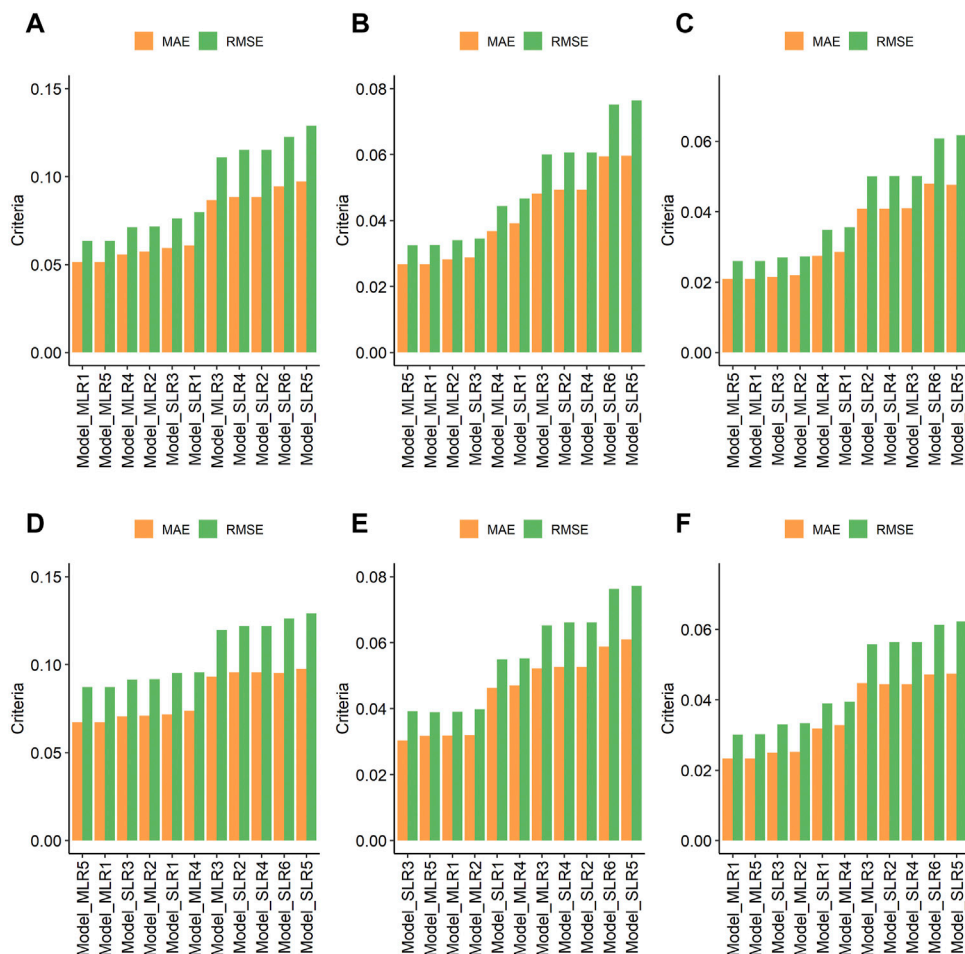 A
MAE RMSE
Criteria
0.15
0.10
0.05
0.00
Model_MLR1
Model_MLR5
Model_MLR4
Model_MLR2
Model_SLR3
Model_SLR1
Model_MLR3
Model_SLR4
Model_SLR2
Model_SLR6
Model_SLR5
B
MAE RMSE
Criteria
0.08
0.06
0.04
0.02
0.00
Model_MLR5
Model_MLR1
Model_MLR2
Model_SLR3
Model_MLR4
Model_SLR1
Model_MLR3
Model_SLR2
Model_SLR4
Model_SLR6
Model_SLR5
C
MAE RMSE
Criteria
0.06
0.04
0.02
0.00
Model_MLR5
Model_MLR1
Model_SLR3
Model_MLR2
Model_MLR4
Model_SLR1
Model_SLR2
Model_SLR4
Model_MLR3
Model_SLR6
Model_SLR5
D
MAE RMSE
Criteria
0.15
0.10
0.05
0.00
Model_MLR5
Model_MLR1
Model_SLR3
Model_MLR2
Model_SLR1
Model_MLR4
Model_MLR3
Model_SLR2
Model_SLR4
Model_SLR6
Model_SLR5
E
MAE RMSE
Criteria
0.08
0.06
0.04
0.02
0.00
Model_SLR3
Model_MLR5
Model_MLR1
Model_MLR2
Model_SLR1
Model_MLR4
Model_MLR3
Model_SLR4
Model_SLR2
Model_SLR6
Model_SLR5
F
MAE RMSE
Criteria
0.06
0.04
0.02
0.00
Model_MLR1
Model_MLR5
Model_SLR3
Model_MLR2
Model_SLR1
Model_MLR4
Model_MLR3
Model_SLR2
Model_SLR4
Model_SLR6
Model_SLR5